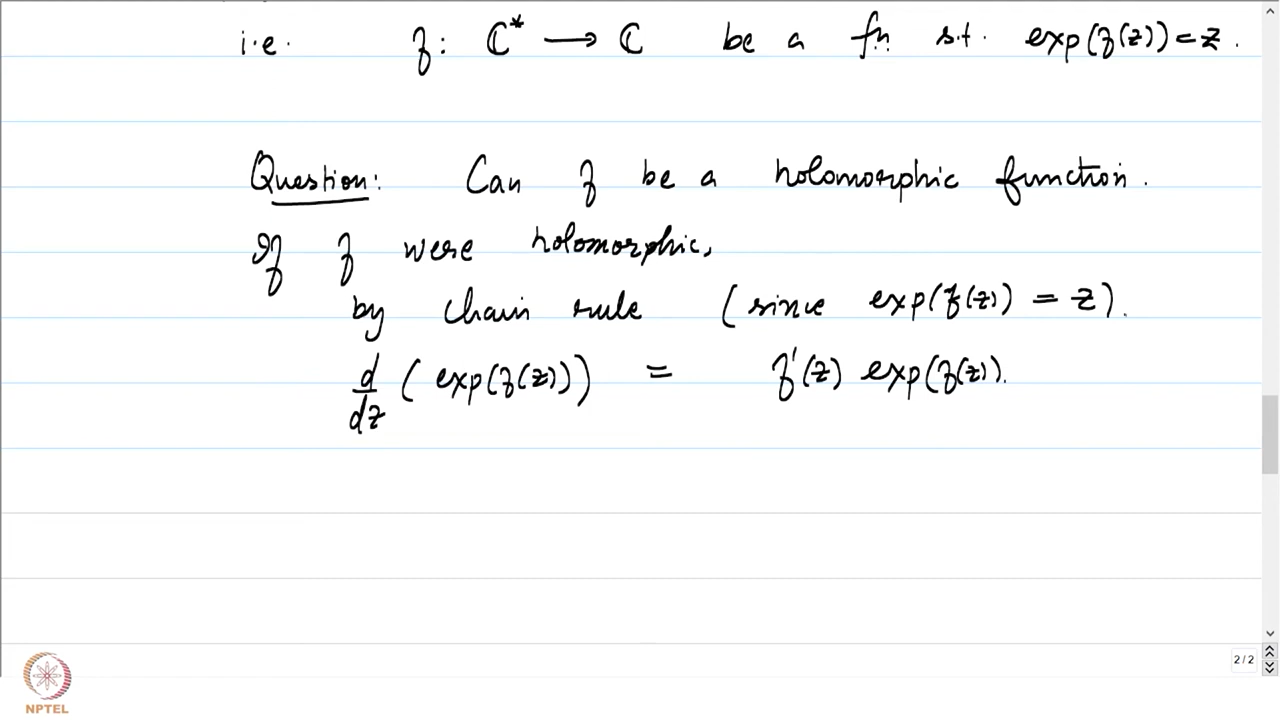 i.e. f : ℂ* ⟶ ℂ be a fn. s.t. exp(f(z)) = z.
Question: Can f be a holomorphic function.
If f were holomorphic,
by chain rule (since exp(f(z)) = z).
d/dz (exp(f(z))) = f'(z) exp(f(z)).
2 / 2
NPTEL